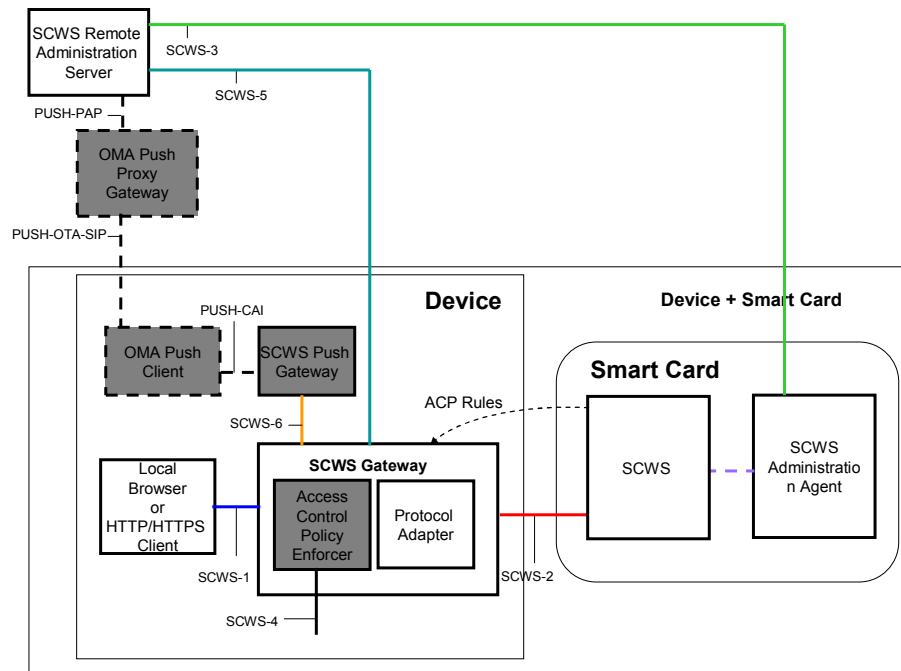 SCWS Remote
Administration
Server
SCWS-3
SCWS-5
PUSH-PAP
OMA Push
Proxy
Gateway
PUSH-OTA-SIP
Device
Device + Smart Card
PUSH-CAI
OMA Push
Client
SCWS Push
Gateway
Smart Card
ACP Rules
SCWS-6
SCWS Gateway
Local
Browser
or
HTTP/HTTPS
Client
Access
Control
Policy
Enforcer
Protocol
Adapter
SCWS
SCWS
Administratio
n Agent
SCWS-1
SCWS-2
SCWS-4